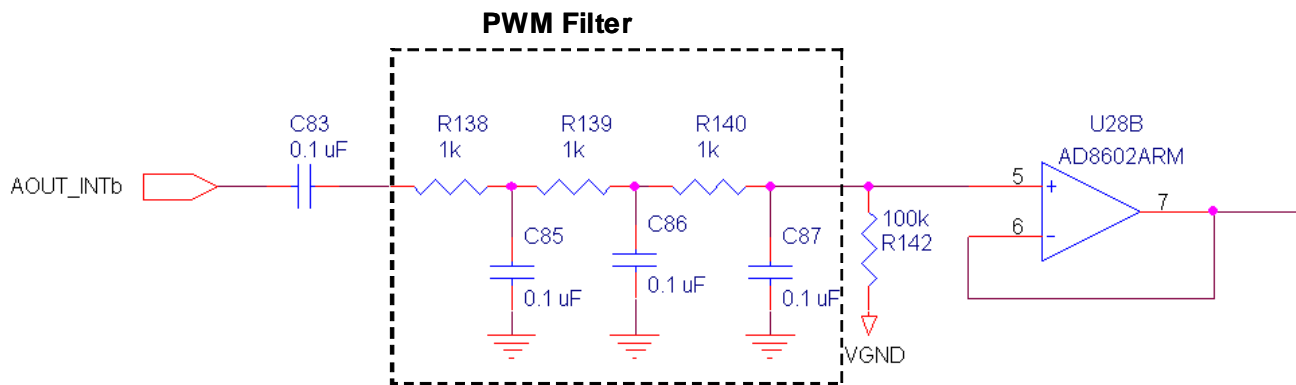 PWM Filter
C83
0.1 uF
R138
1k
R139
1k
R140
1k
U28B
AD8602ARM
AOUT_INTb
5
+
6
-
7
100k
R142
C85
0.1 uF
C86
0.1 uF
C87
0.1 uF
VGND